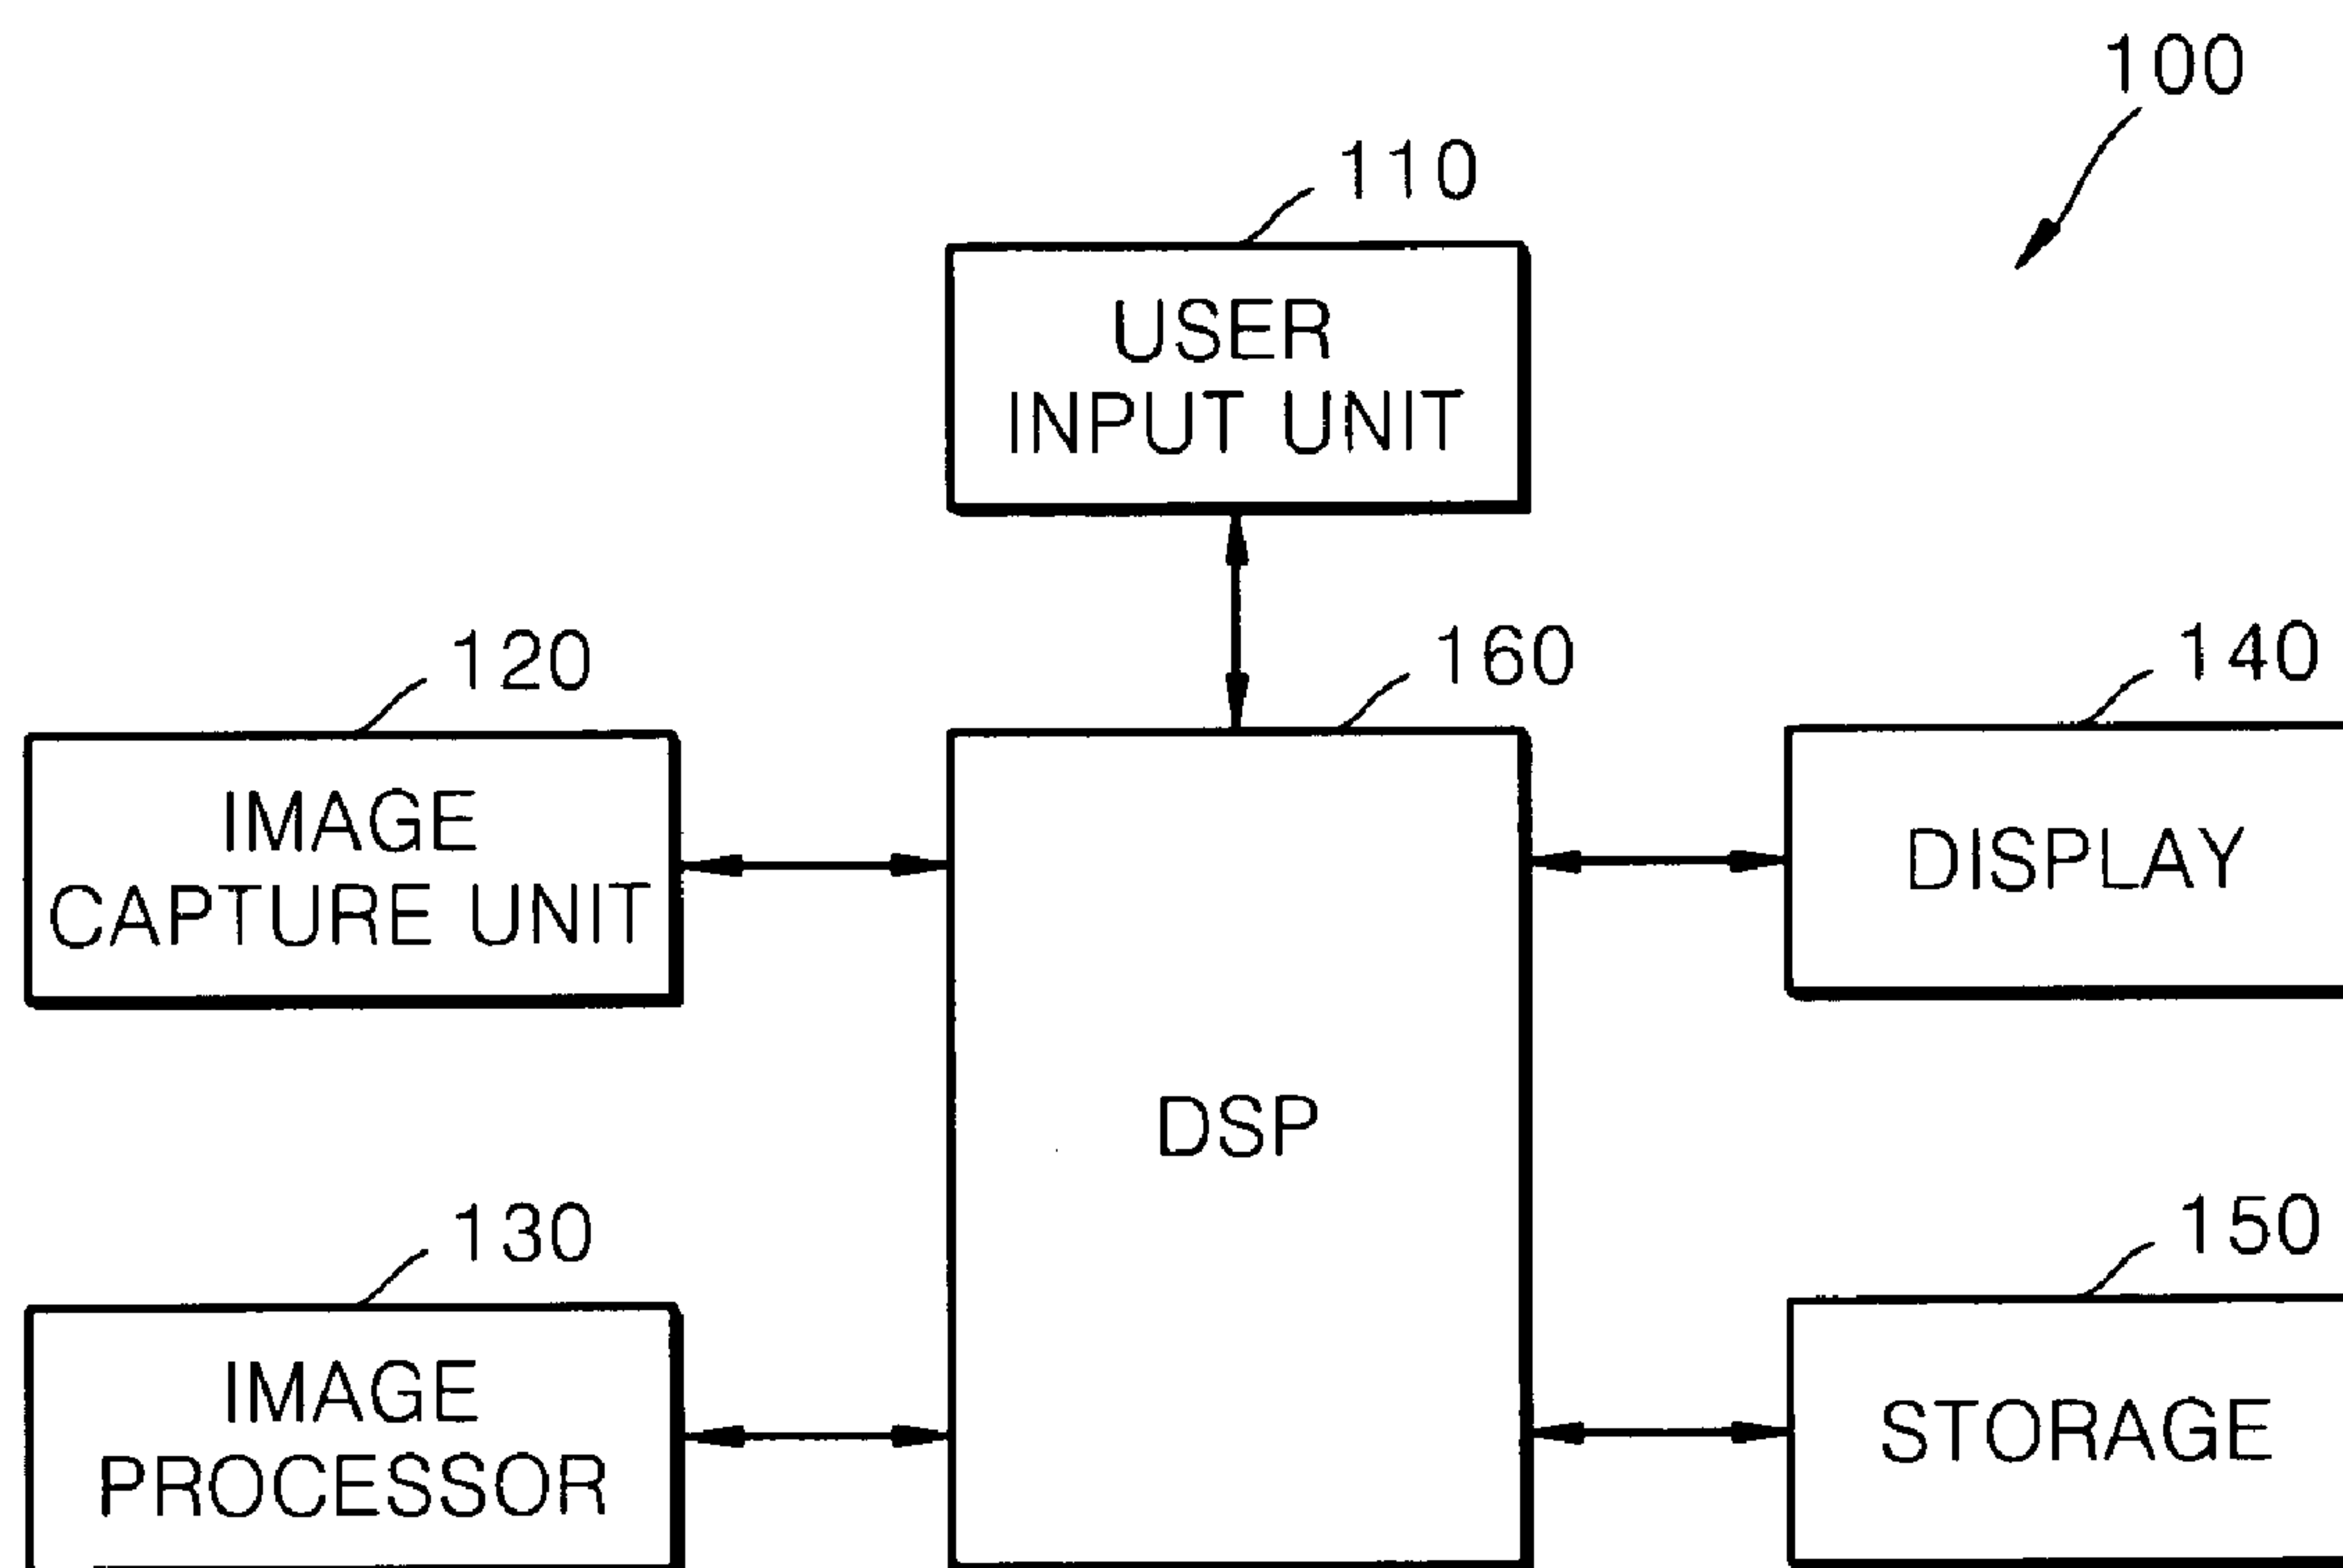 100
110
USER
INPUT UNIT
120
160
140
IMAGE
CAPTURE UNIT
DISPLAY
DSP
130
150
IMAGE
PROCESSOR
STORAGE